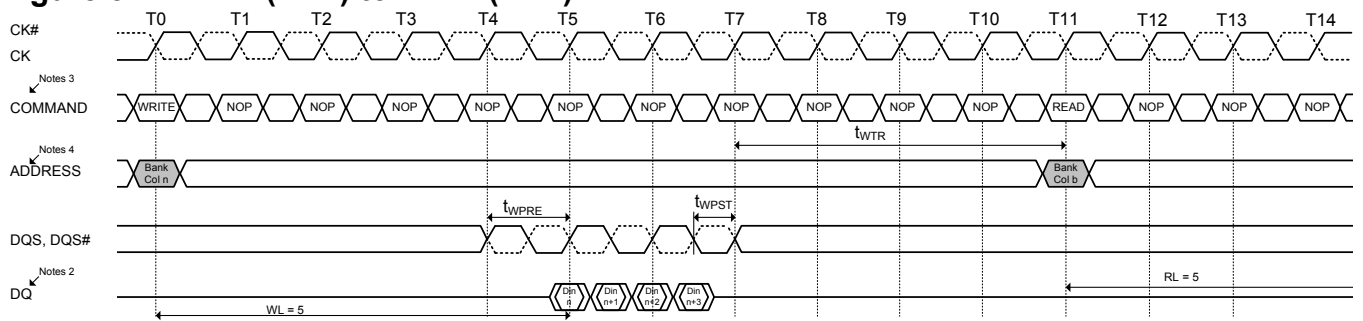 T0 T1 T2 T3 T4 T5 T6 T7 T8 T9 T10 T11 T12 T13 T14
CK#
CK
Notes 3
COMMAND WRITE NOP NOP NOP NOP NOP NOP NOP NOP NOP NOP READ NOP NOP NOP
tWTR
Notes 4
ADDRESS Bank Col n Bank Col b
tWPRE tWPST
DQS, DQS#
Notes 2
DQ Din n Din n+1 Din n+2 Din n+3 RL = 5
WL = 5